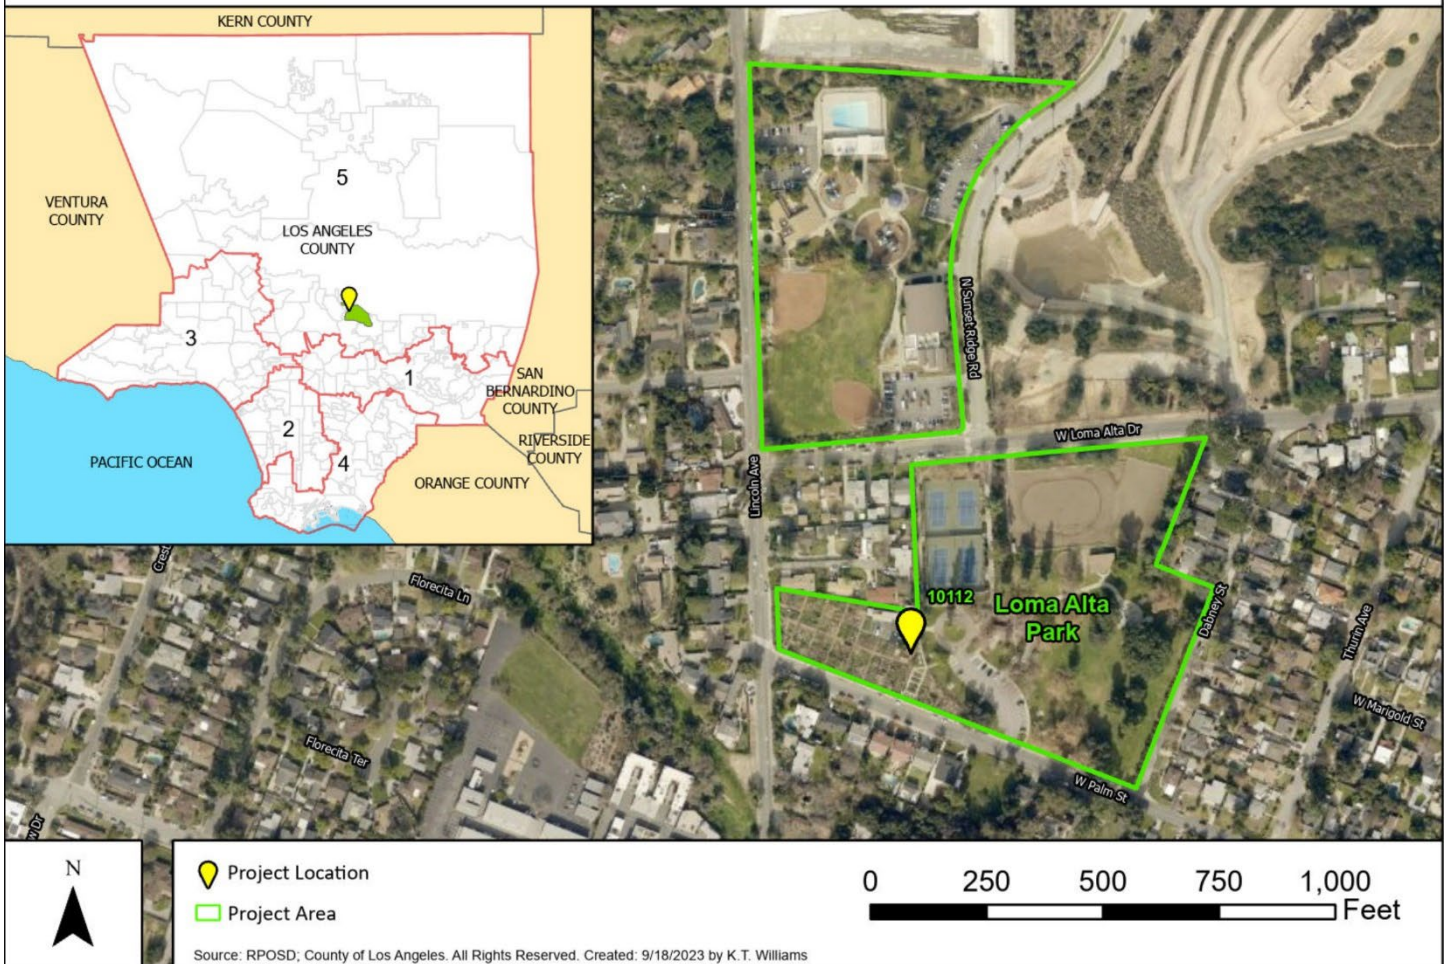 KERN COUNTY
5
VENTURA
COUNTY
LOS ANGELES
COUNTY
3
1
SAN
BERNARDINO
COUNTY
2
RIVERSIDE
COUNTY
4
PACIFIC OCEAN
ORANGE COUNTY
N Sunset Ridge Rd
W Loma Alta Dr
Lincoln Ave
10112
Loma Alta
Park
Dabney St
Thurin Ave
W Marigold St
W Palm St
Crest
Florecita Ln
Florecita Ter
w Dr
N
Project Location
Project Area
0 250 500 750 1,000
Feet
Source: RPOSD; County of Los Angeles. All Rights Reserved. Created: 9/18/2023 by K.T. Williams